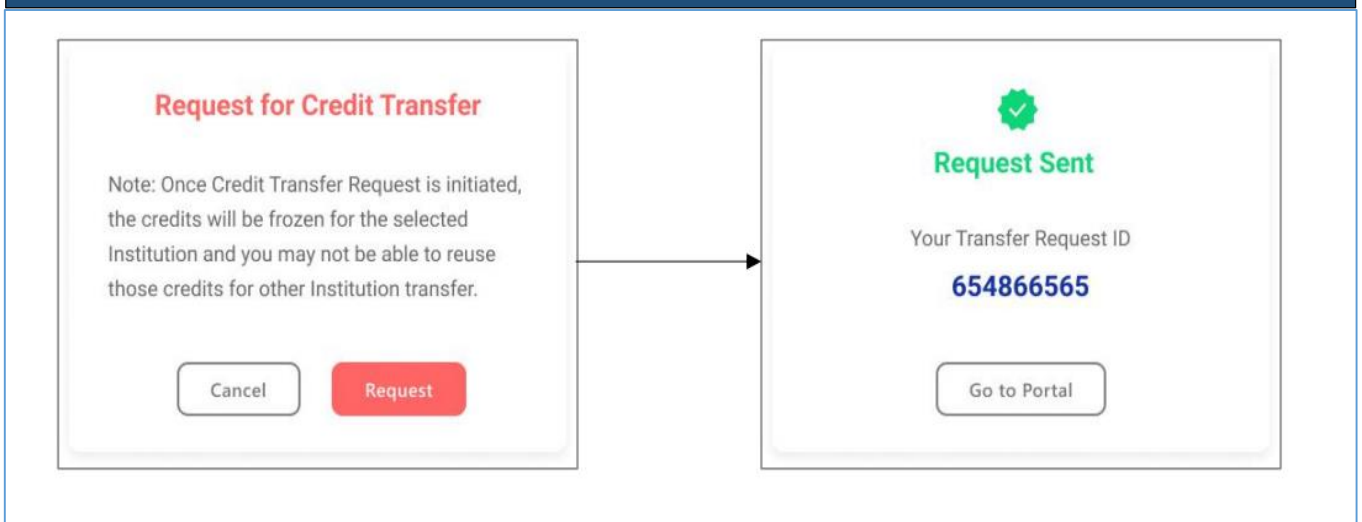 Request for Credit Transfer
Note: Once Credit Transfer Request is initiated,
the credits will be frozen for the selected
Institution and you may not be able to reuse
those credits for other Institution transfer.
Cancel
Request
Request Sent
Your Transfer Request ID
654866565
Go to Portal